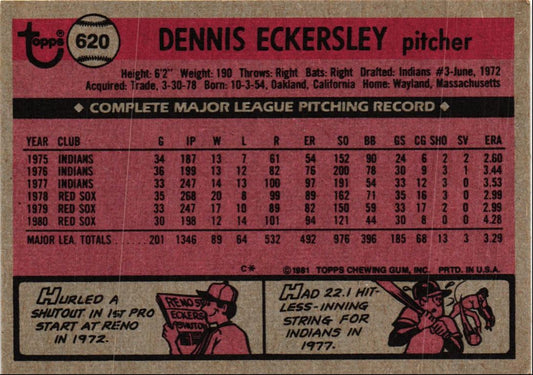 topps 620 DENNIS ECKERSLEY pitcher
Height: 6'2" Weight: 190 Throws: Right Bats: Right Drafted: Indians #3-June, 1972
Acquired: Trade, 3-30-78 Born: 10-3-54, Oakland, California Home: Wayland, Massachusetts
◆ COMPLETE MAJOR LEAGUE PITCHING RECORD ◆
YEAR CLUB G IP W L R ER SO BB GS CG SHO SV ERA
1975 INDIANS 34 187 13 7 61 54 152 90 24 6 2 2 2.60
1976 INDIANS 36 199 13 12 82 76 200 78 30 9 3 1 3.44
1977 INDIANS 33 247 14 13 100 97 191 54 33 12 3 0 3.53
1978 RED SOX 35 268 20 8 99 89 162 71 35 16 3 0 2.99
1979 RED SOX 33 247 17 10 89 82 150 59 33 17 2 0 2.99
1980 RED SOX 30 198 12 14 101 94 121 44 30 8 0 0 4.28
MAJOR LEA. TOTALS 201 1346 89 64 532 492 976 396 185 68 13 3 3.29
C* © 1981 TOPPS CHEWING GUM, INC. PRTD. IN U.S.A.
HURLED A
SHUTOUT IN 1ST PRO
START AT RENO
IN 1972.
RENO'S
ECKERS
SHUTOUT
HAD 22.1 HIT-
LESS-INNING
STRING FOR
INDIANS IN
1977.